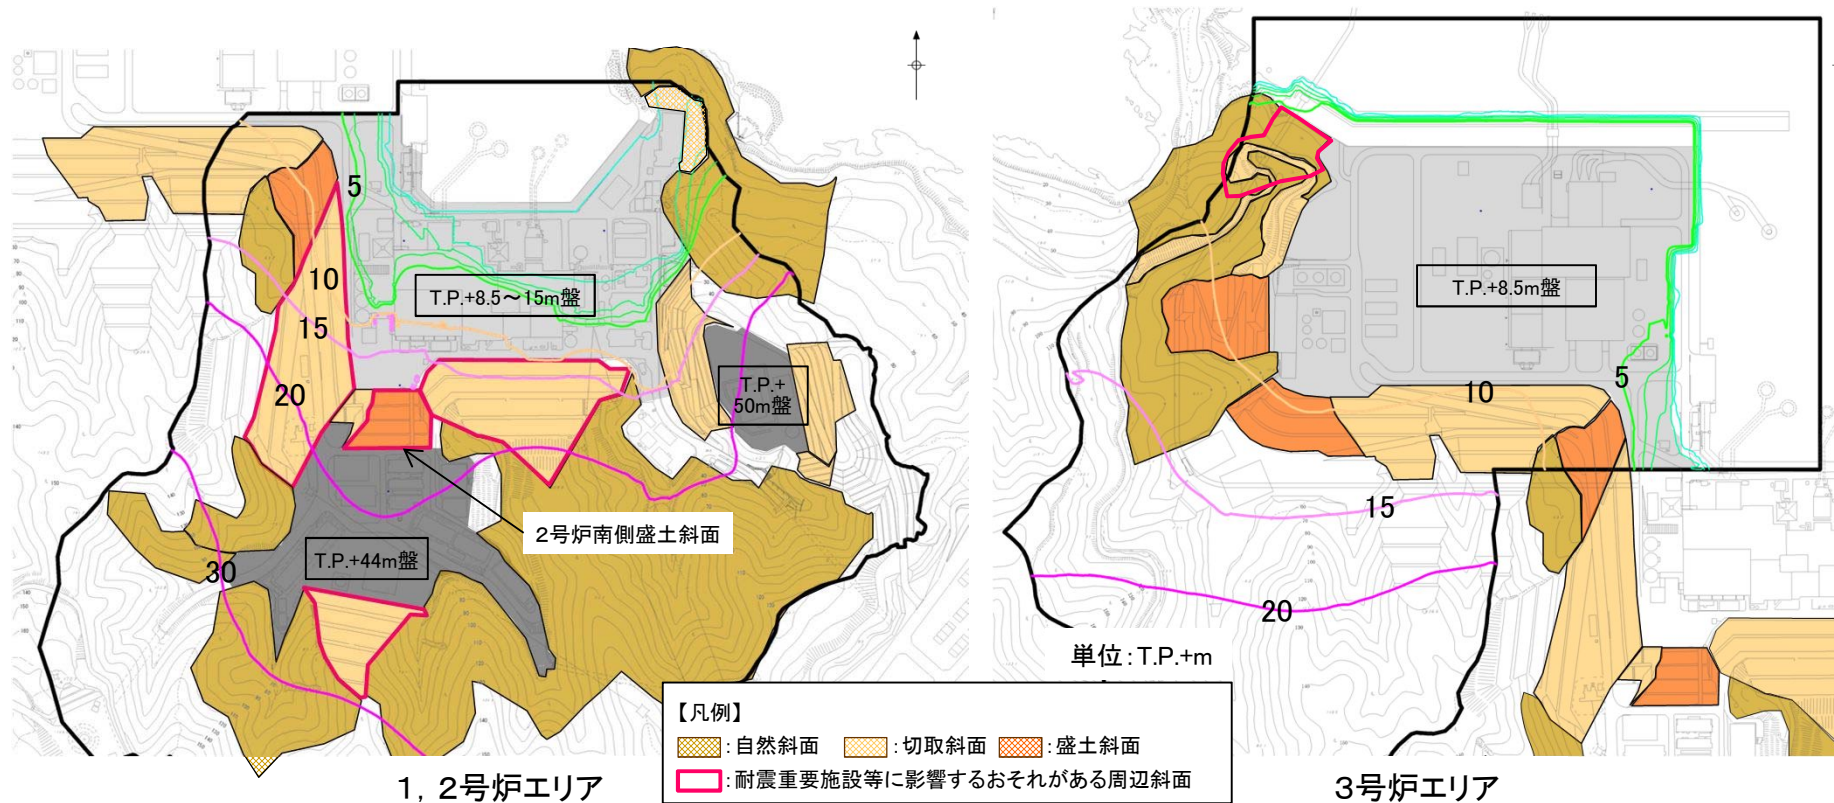 5
10
15
20
30
T.P.+8.5～15m盤
T.P.+
50m盤
T.P.+44m盤
2号炉南側盛土斜面
1，2号炉エリア
T.P.+8.5m盤
5
10
15
20
単位：T.P.+m
【凡例】
：自然斜面 ：切取斜面 ：盛土斜面
：耐震重要施設等に影響するおそれがある周辺斜面
3号炉エリア